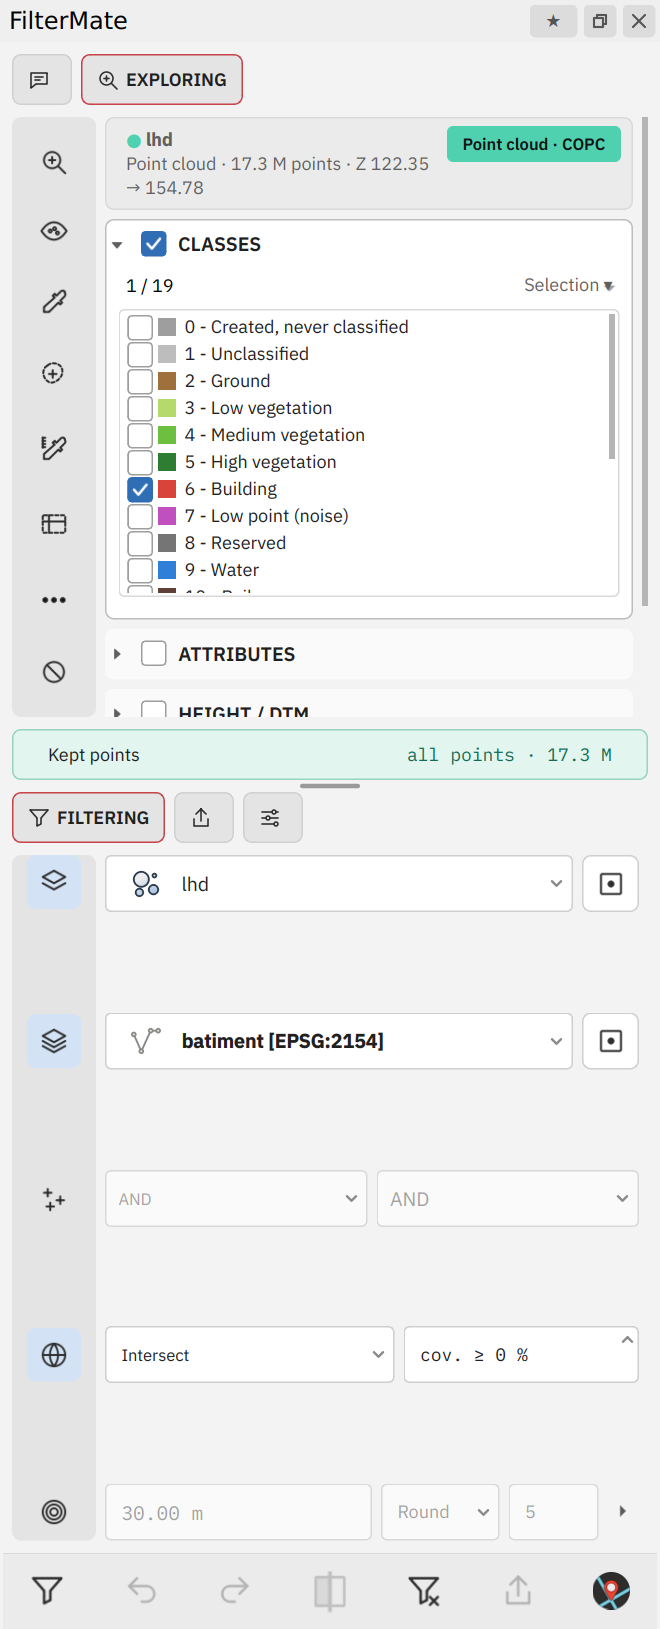 FilterMate
EXPLORING
lhd
Point cloud · 17.3 M points · Z 122.35
→ 154.78
Point cloud · COPC
CLASSES
1 / 19
Selection
0 - Created, never classified
1 - Unclassified
2 - Ground
3 - Low vegetation
4 - Medium vegetation
5 - High vegetation
6 - Building
7 - Low point (noise)
8 - Reserved
9 - Water
ATTRIBUTES
HEIGHT / DTM
Kept points
all points · 17.3 M
FILTERING
lhd
batiment [EPSG:2154]
AND
AND
Intersect
cov. ≥ 0 %
30.00 m
Round
5